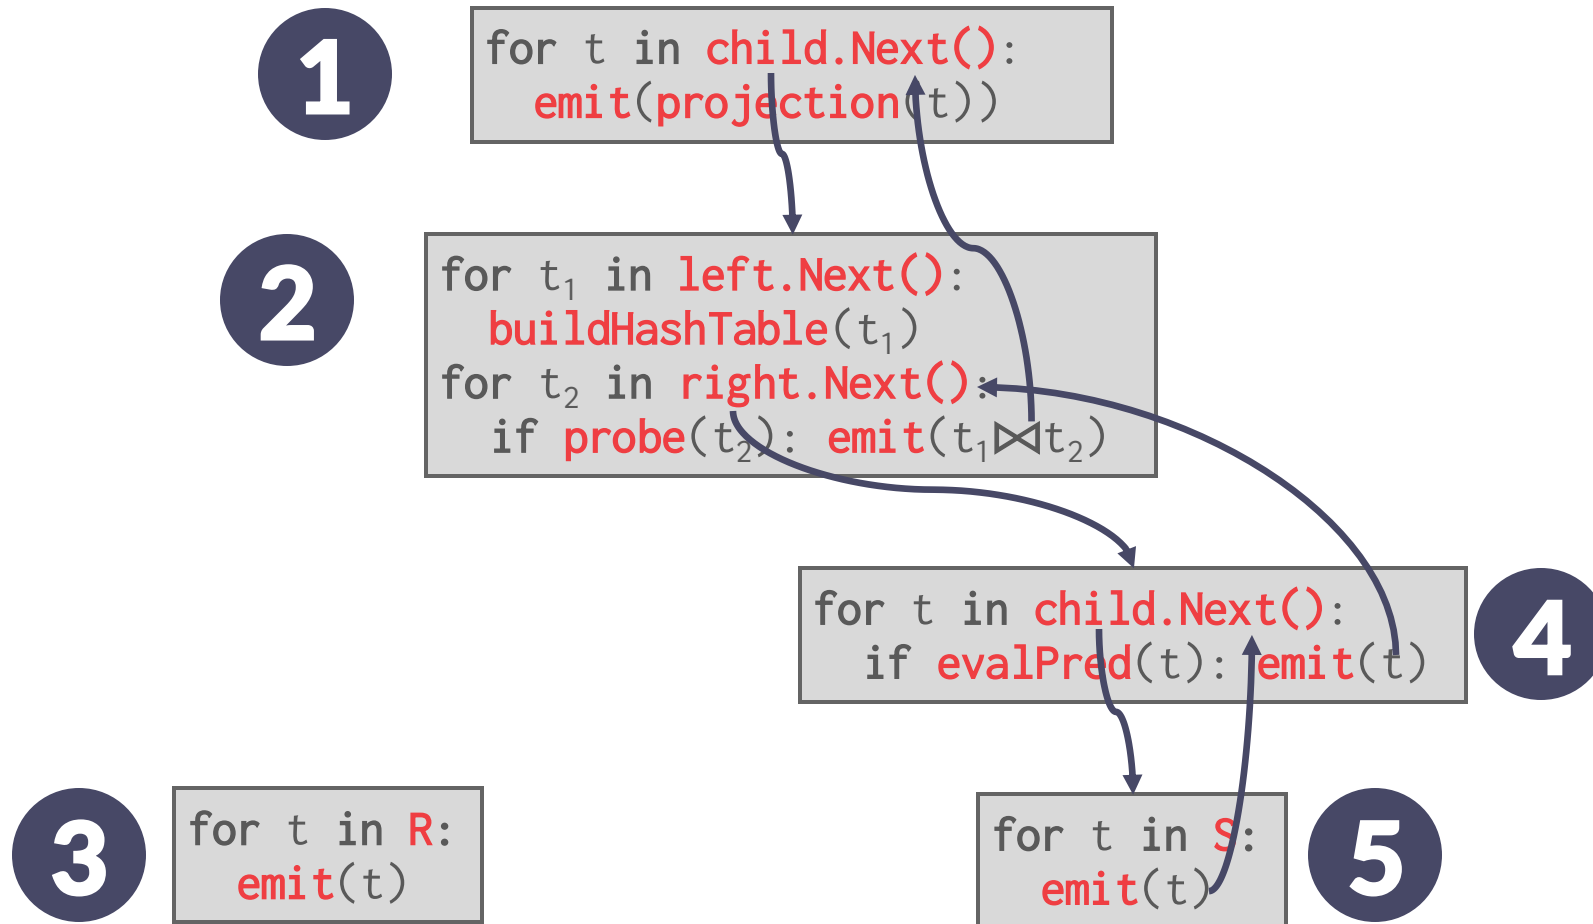 1
for t in child.Next():
emit(projection(t))
2
for t₁ in left.Next():
buildHashTable(t₁)
for t₂ in right.Next():
if probe(t₂): emit(t₁⋈t₂)
for t in child.Next():
if evalPred(t): emit(t)
4
3
for t in R:
emit(t)
for t in S:
emit(t)
5